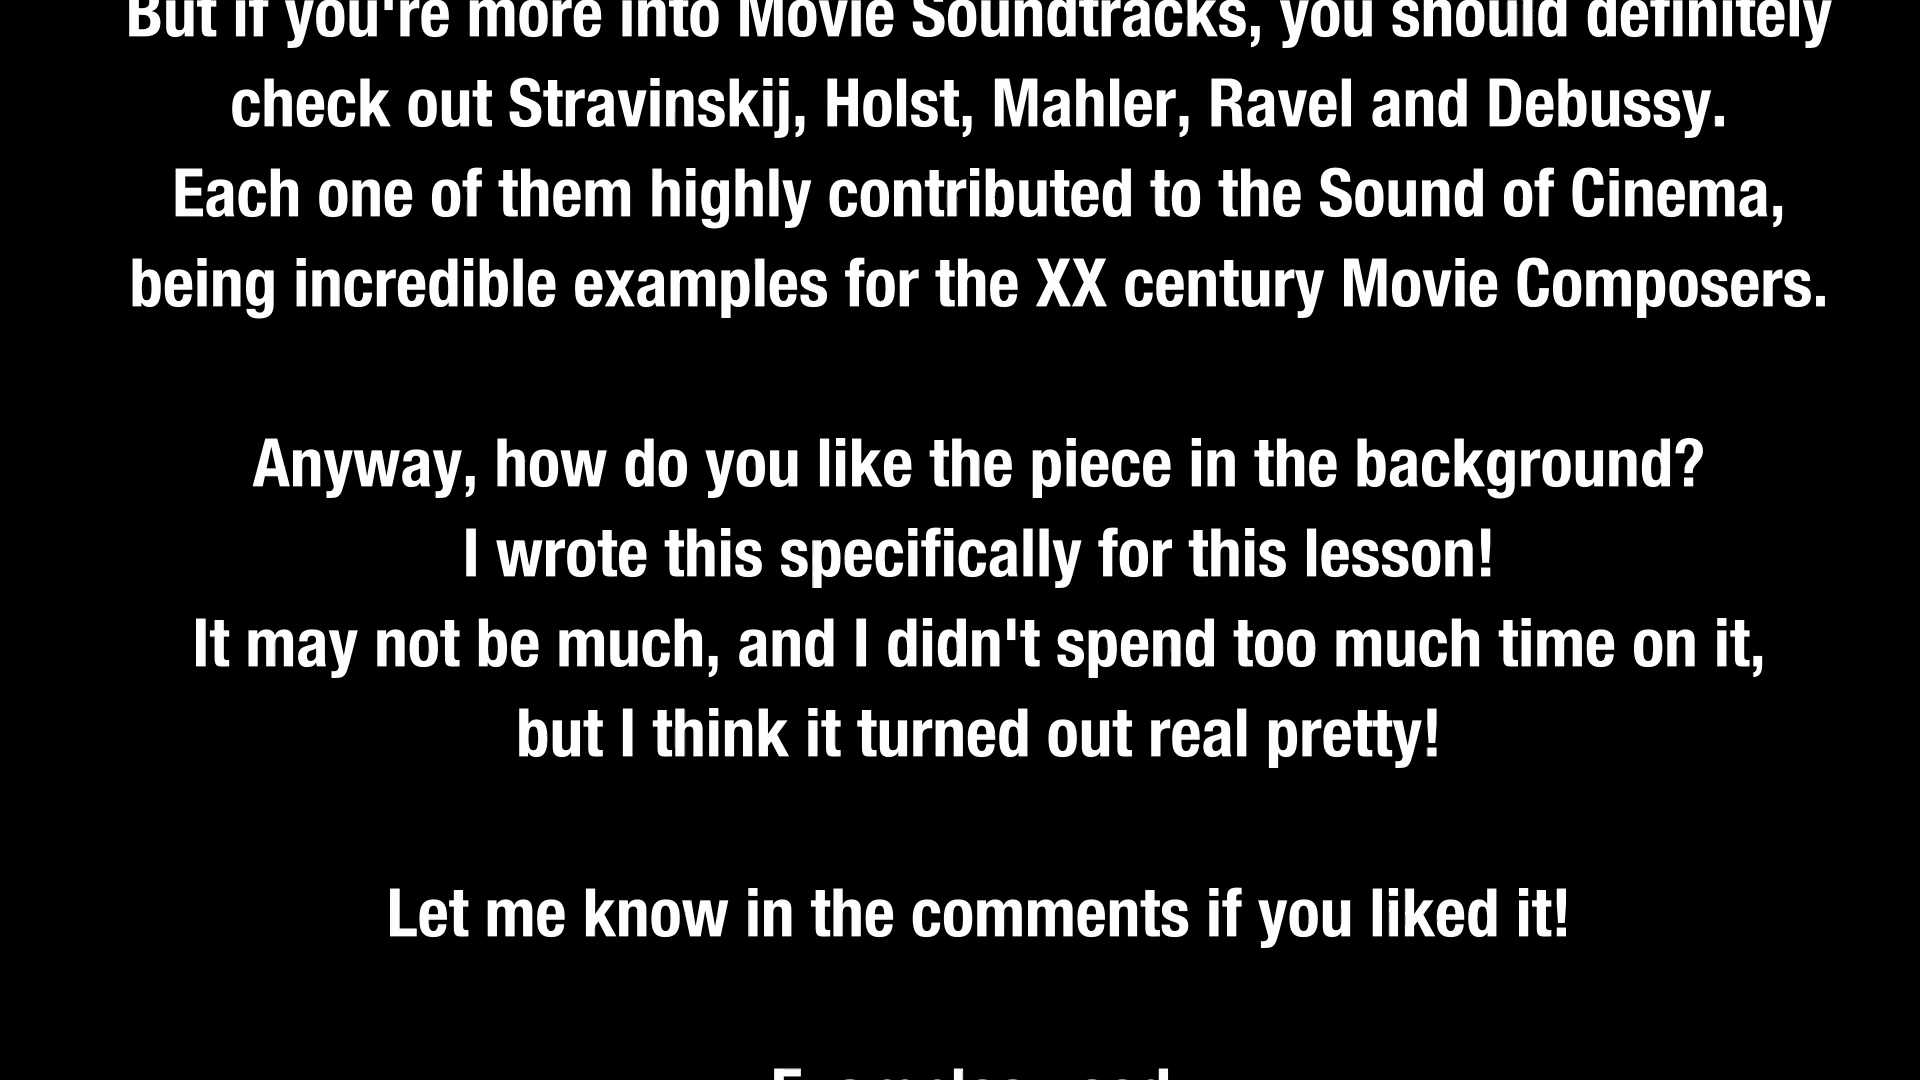 But if you're more into Movie Soundtracks, you should definitely
check out Stravinskij, Holst, Mahler, Ravel and Debussy.
Each one of them highly contributed to the Sound of Cinema,
being incredible examples for the XX century Movie Composers.
Anyway, how do you like the piece in the background?
I wrote this specifically for this lesson!
It may not be much, and I didn't spend too much time on it,
but I think it turned out real pretty!
Let me know in the comments if you liked it!